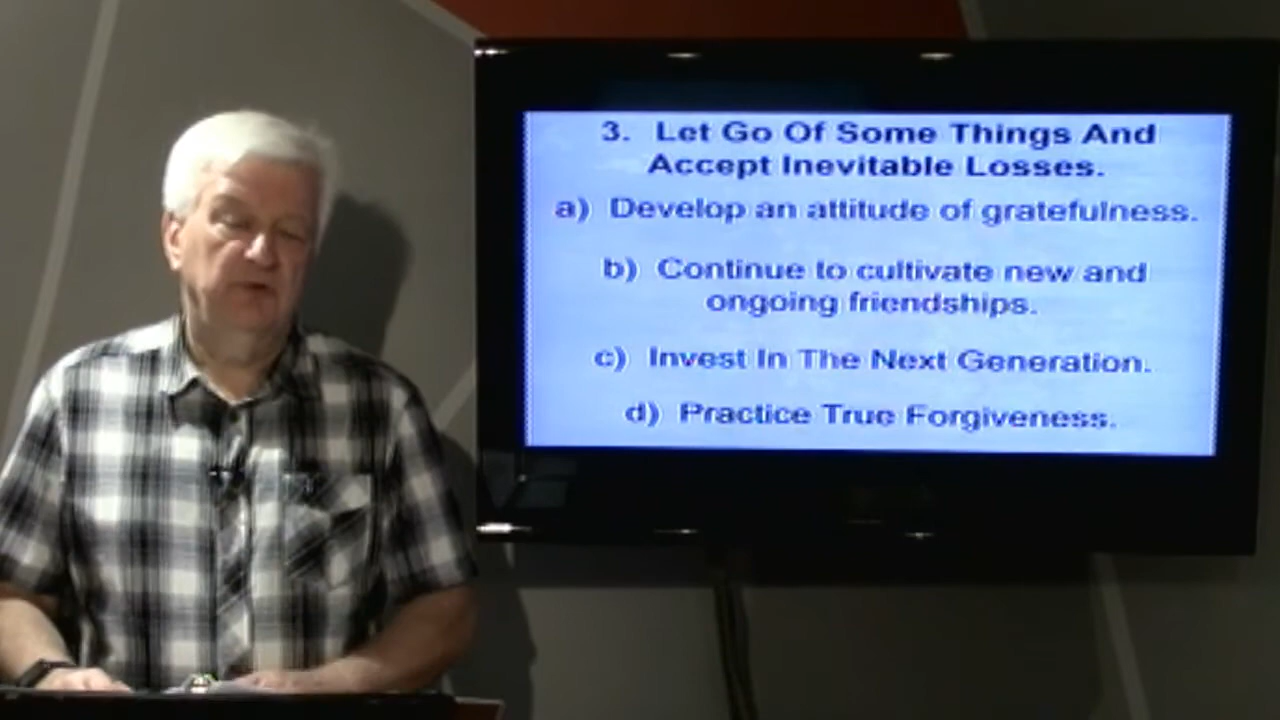 3. Let Go Of Some Things And
Accept Inevitable Losses.
a) Develop an attitude of gratefulness.
b) Continue to cultivate new and
ongoing friendships.
c) Invest In The Next Generation.
d) Practice True Forgiveness.